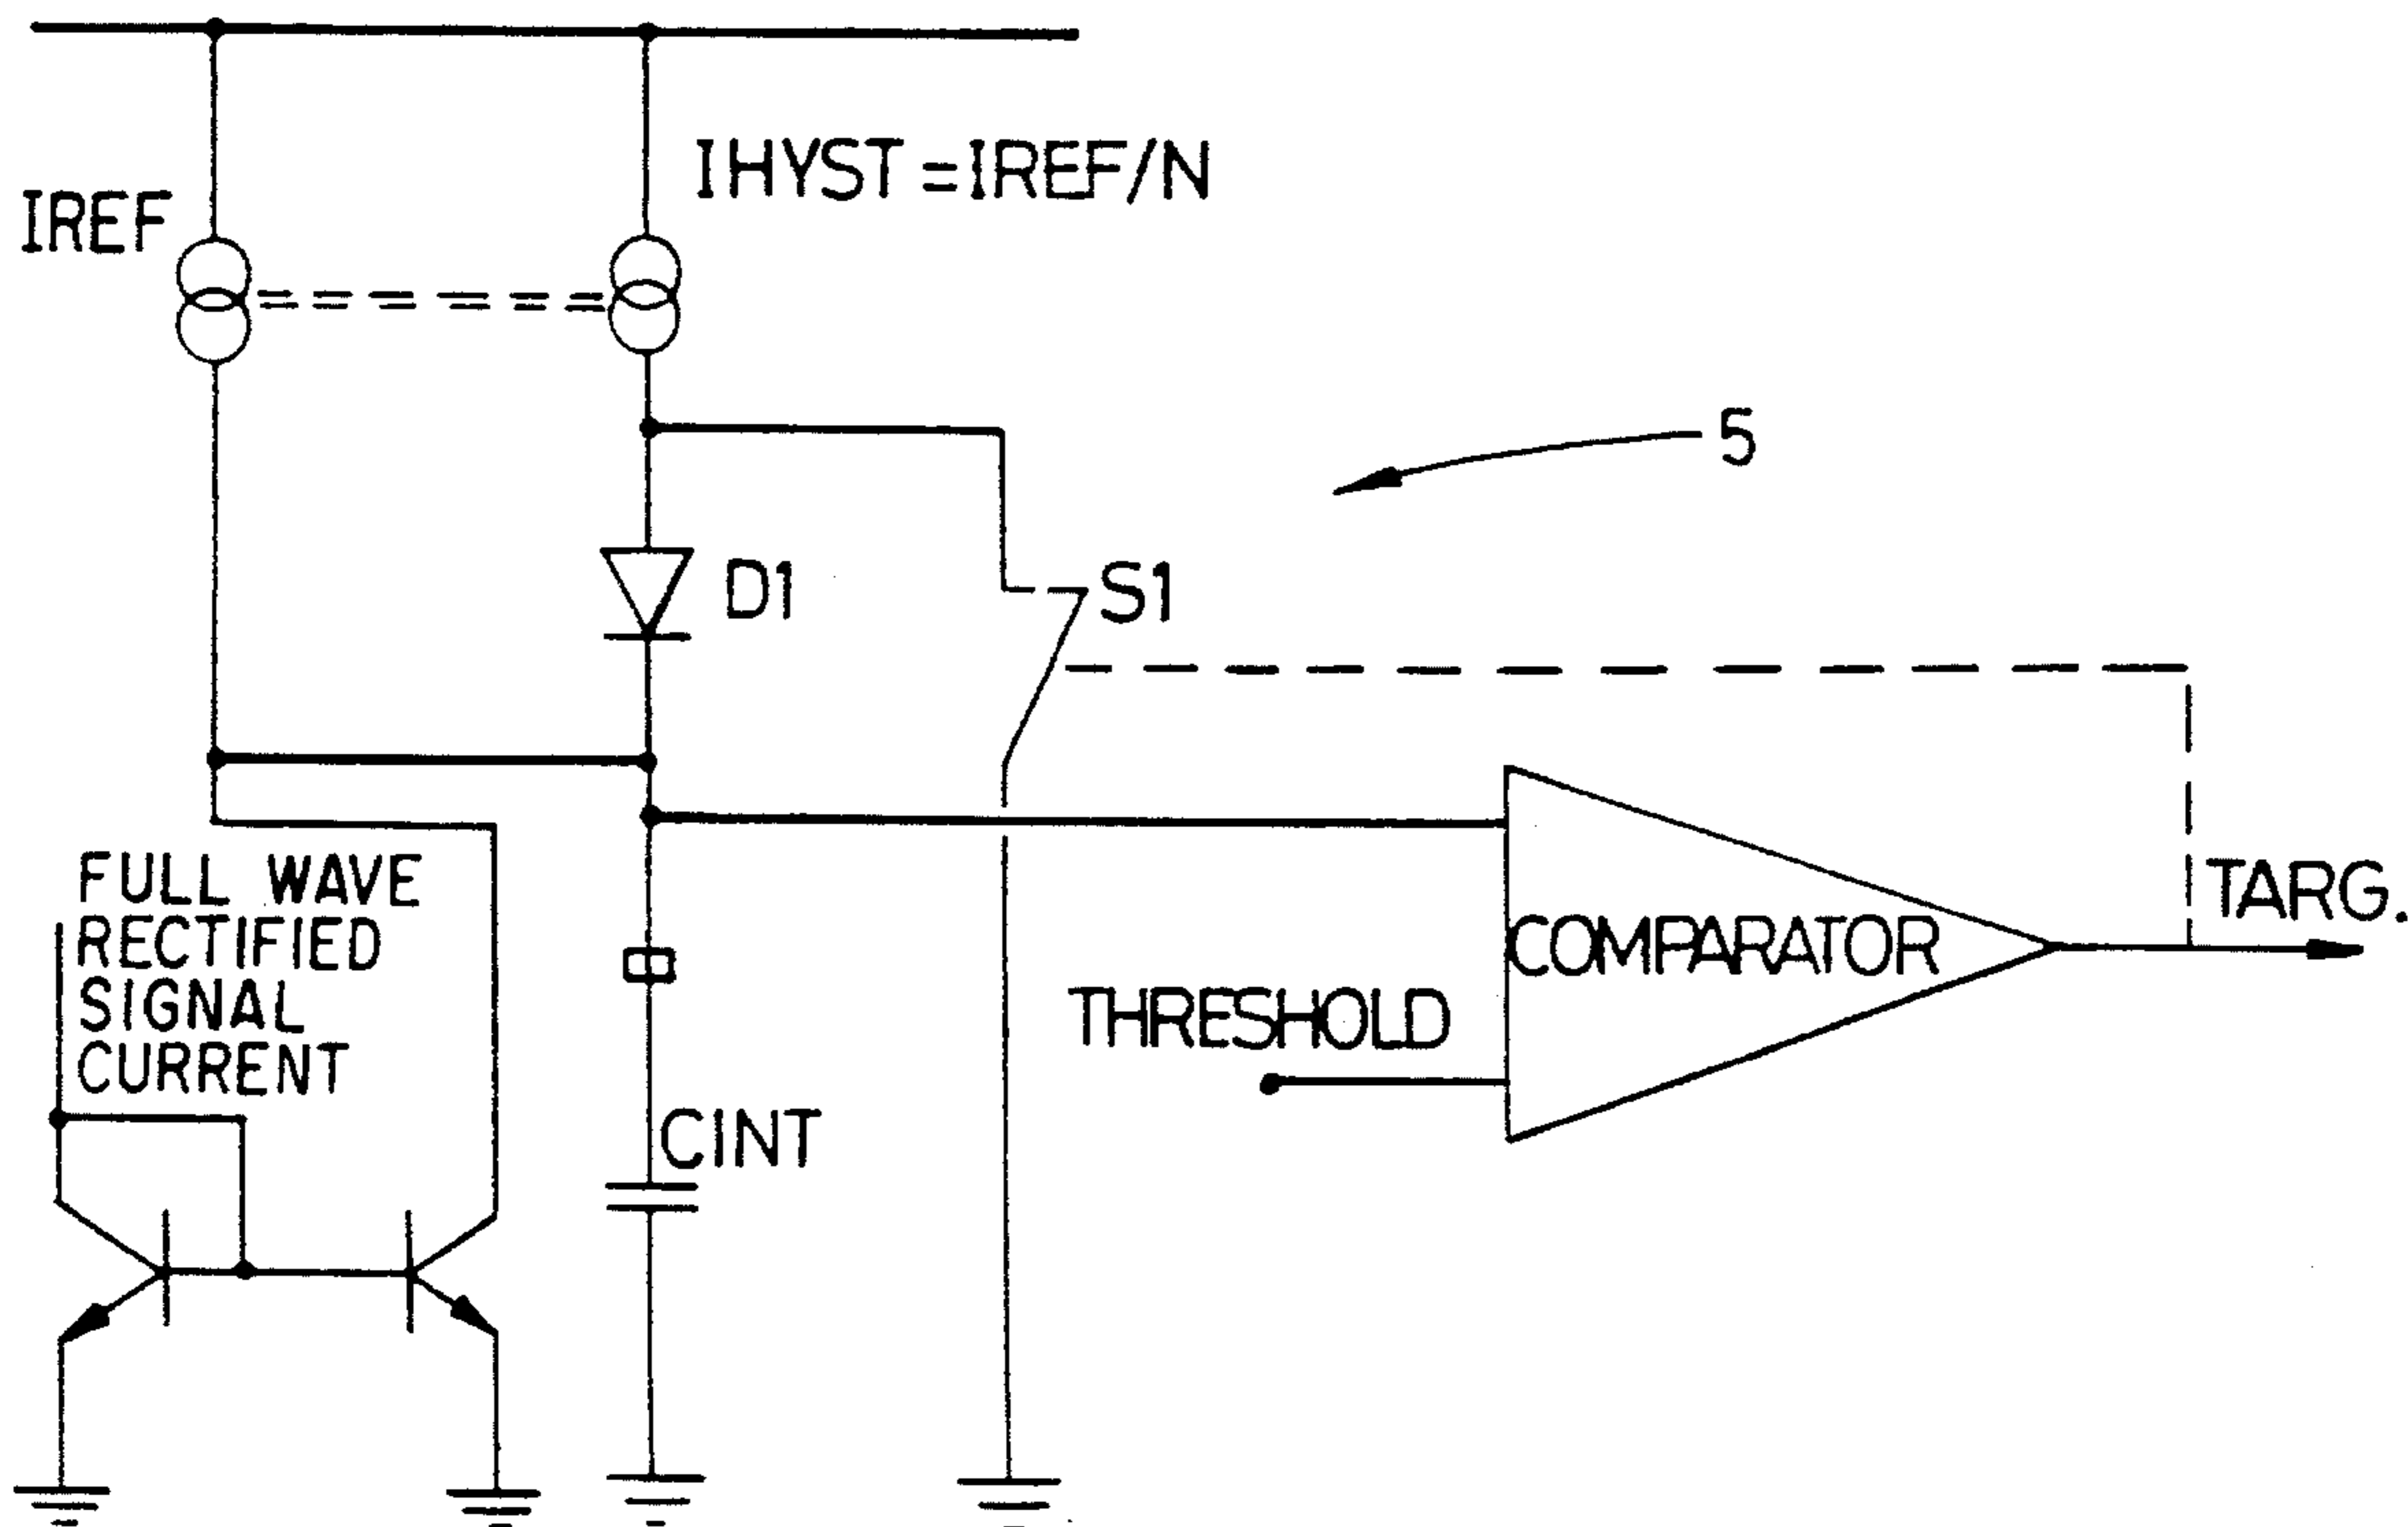 IHYST =IREF/N
IREF
5
D1
S1
FULL WAVE
RECTIFIED
SIGNAL
CURRENT
TARG.
COMPARATOR
THRESHOLD
CINT